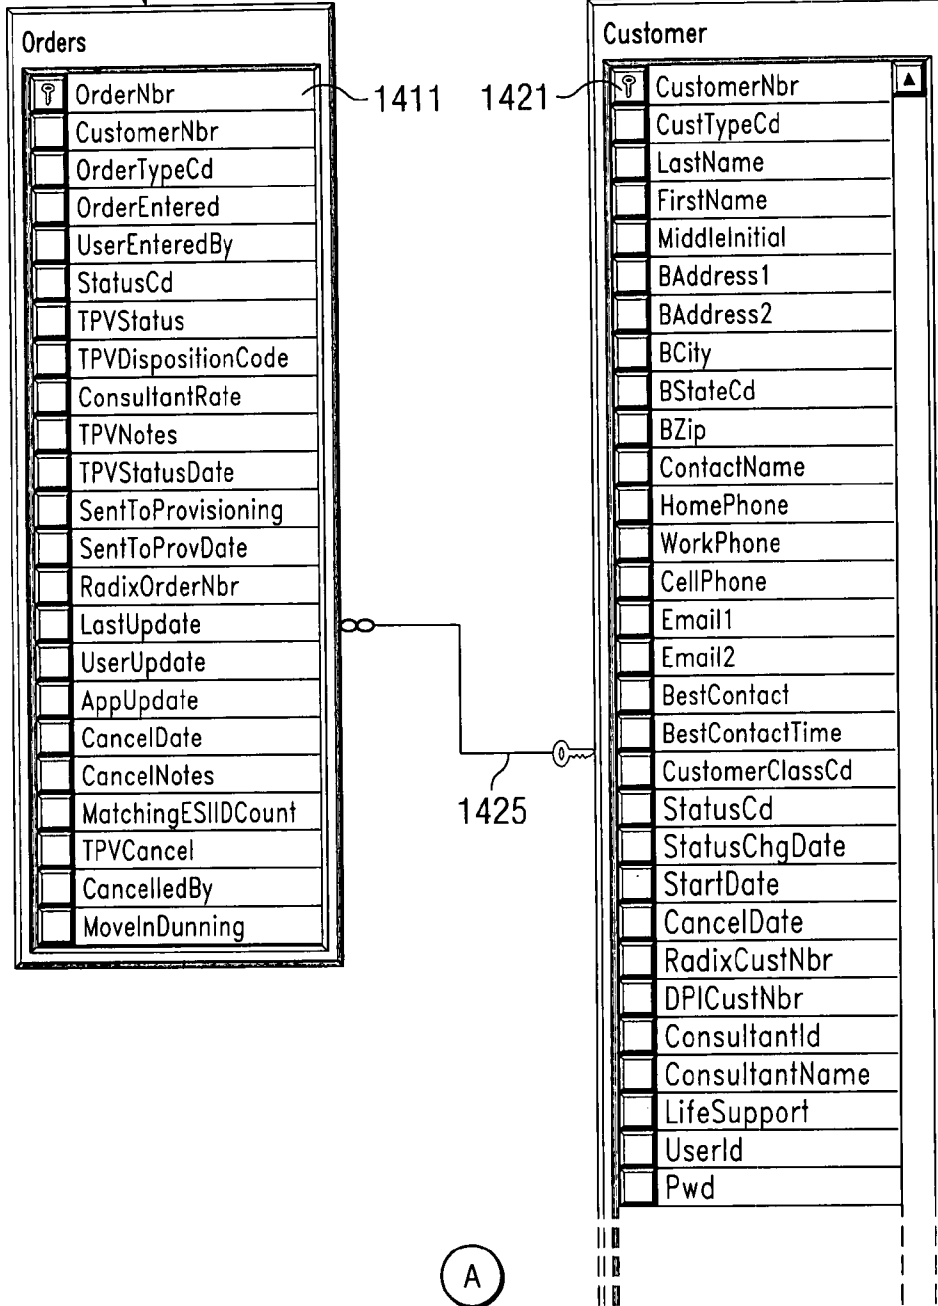 Orders
OrderNbr
CustomerNbr
OrderTypeCd
OrderEntered
UserEnteredBy
StatusCd
TPVStatus
TPVDispositionCode
ConsultantRate
TPVNotes
TPVStatusDate
SentToProvisioning
SentToProvDate
RadixOrderNbr
LastUpdate
UserUpdate
AppUpdate
CancelDate
CancelNotes
MatchingESIIDCount
TPVCancel
CancelledBy
MoveInDunning
1411
1421
1425
Customer
CustomerNbr
CustTypeCd
LastName
FirstName
MiddleInitial
BAddress1
BAddress2
BCity
BStateCd
BZip
ContactName
HomePhone
WorkPhone
CellPhone
Email1
Email2
BestContact
BestContactTime
CustomerClassCd
StatusCd
StatusChgDate
StartDate
CancelDate
RadixCustNbr
DPICustNbr
ConsultantId
ConsultantName
LifeSupport
UserId
Pwd
A